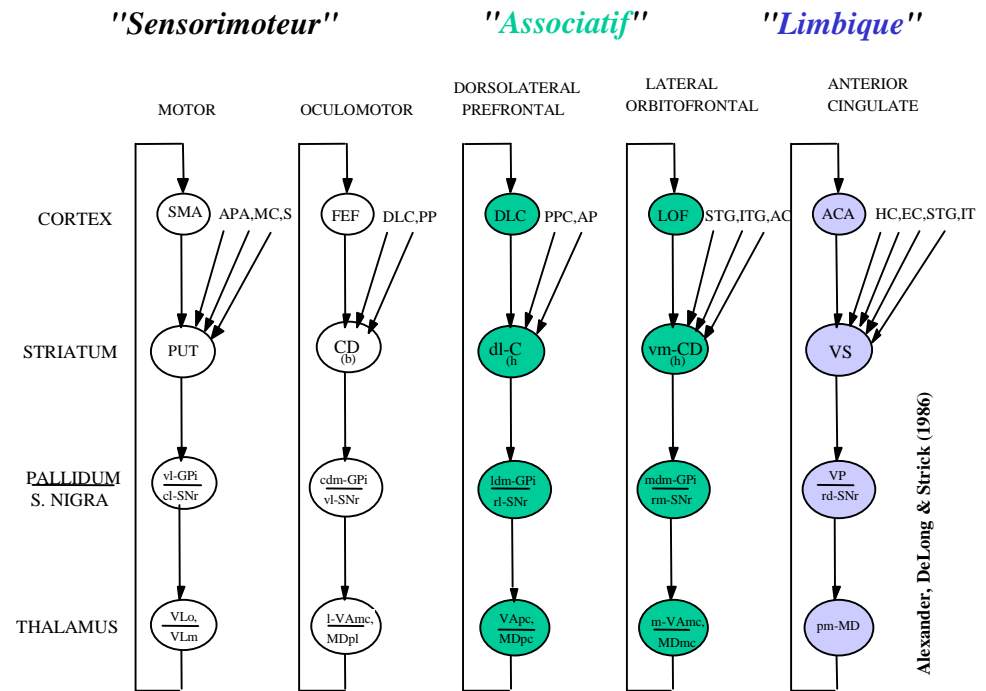 "Sensorimoteur" "Associatif" "Limbique"
MOTOR
OCULOMOTOR
DORSOLATERAL
PREFRONTAL
LATERAL
ORBITOFRONTAL
ANTERIOR
CINGULATE
CORTEX
SMA
APA,MC,S
FEF
DLC,PP
DLC
PPC,AP
LOF
STG,ITG,AC
ACA
HC,EC,STG,IT
STRIATUM
PUT
CD
(b)
dl-C
(h
vm-CD
(h)
VS
PALLIDUM
S. NIGRA
vl-GPi
cl-SNr
cdm-GPi
vl-SNr
ldm-GPi
rl-SNr
mdm-GPi
rm-SNr
VP
rd-SNr
THALAMUS
VLo,
VLm
l-VAmc,
MDpl
VApc,
MDpc
m-VAmc,
MDmc
pm-MD
Alexander, DeLong & Strick (1986)